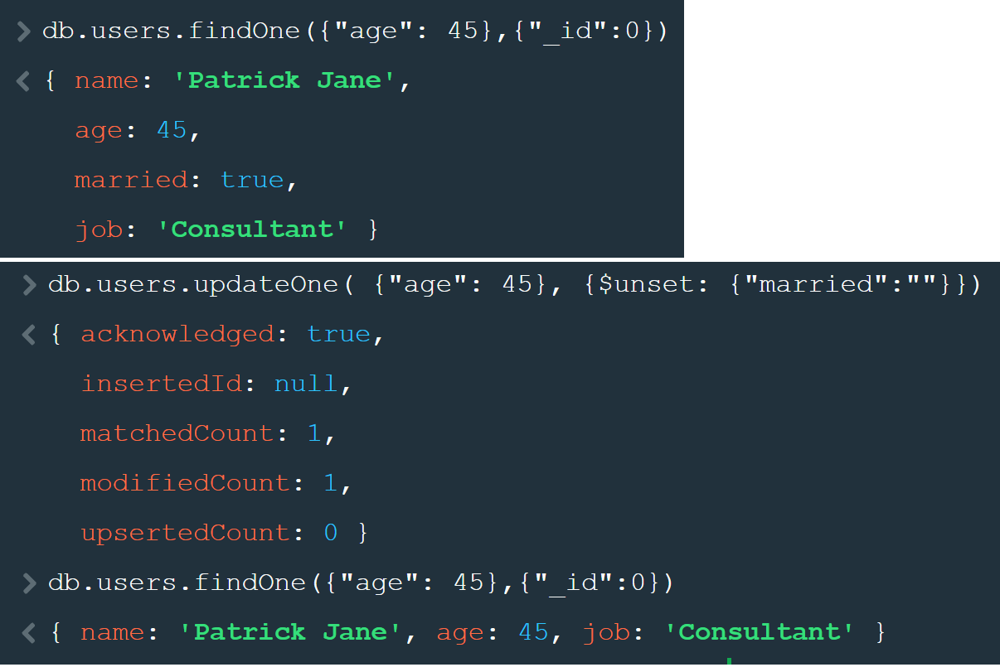 > db.users.findOne({"age": 45},{"_id":0})
< { name: 'Patrick Jane',
age: 45,
married: true,
job: 'Consultant' }
> db.users.updateOne( {"age": 45}, {$unset: {"married":""}})
< { acknowledged: true,
insertedId: null,
matchedCount: 1,
modifiedCount: 1,
upsertedCount: 0 }
> db.users.findOne({"age": 45},{"_id":0})
< { name: 'Patrick Jane', age: 45, job: 'Consultant' }